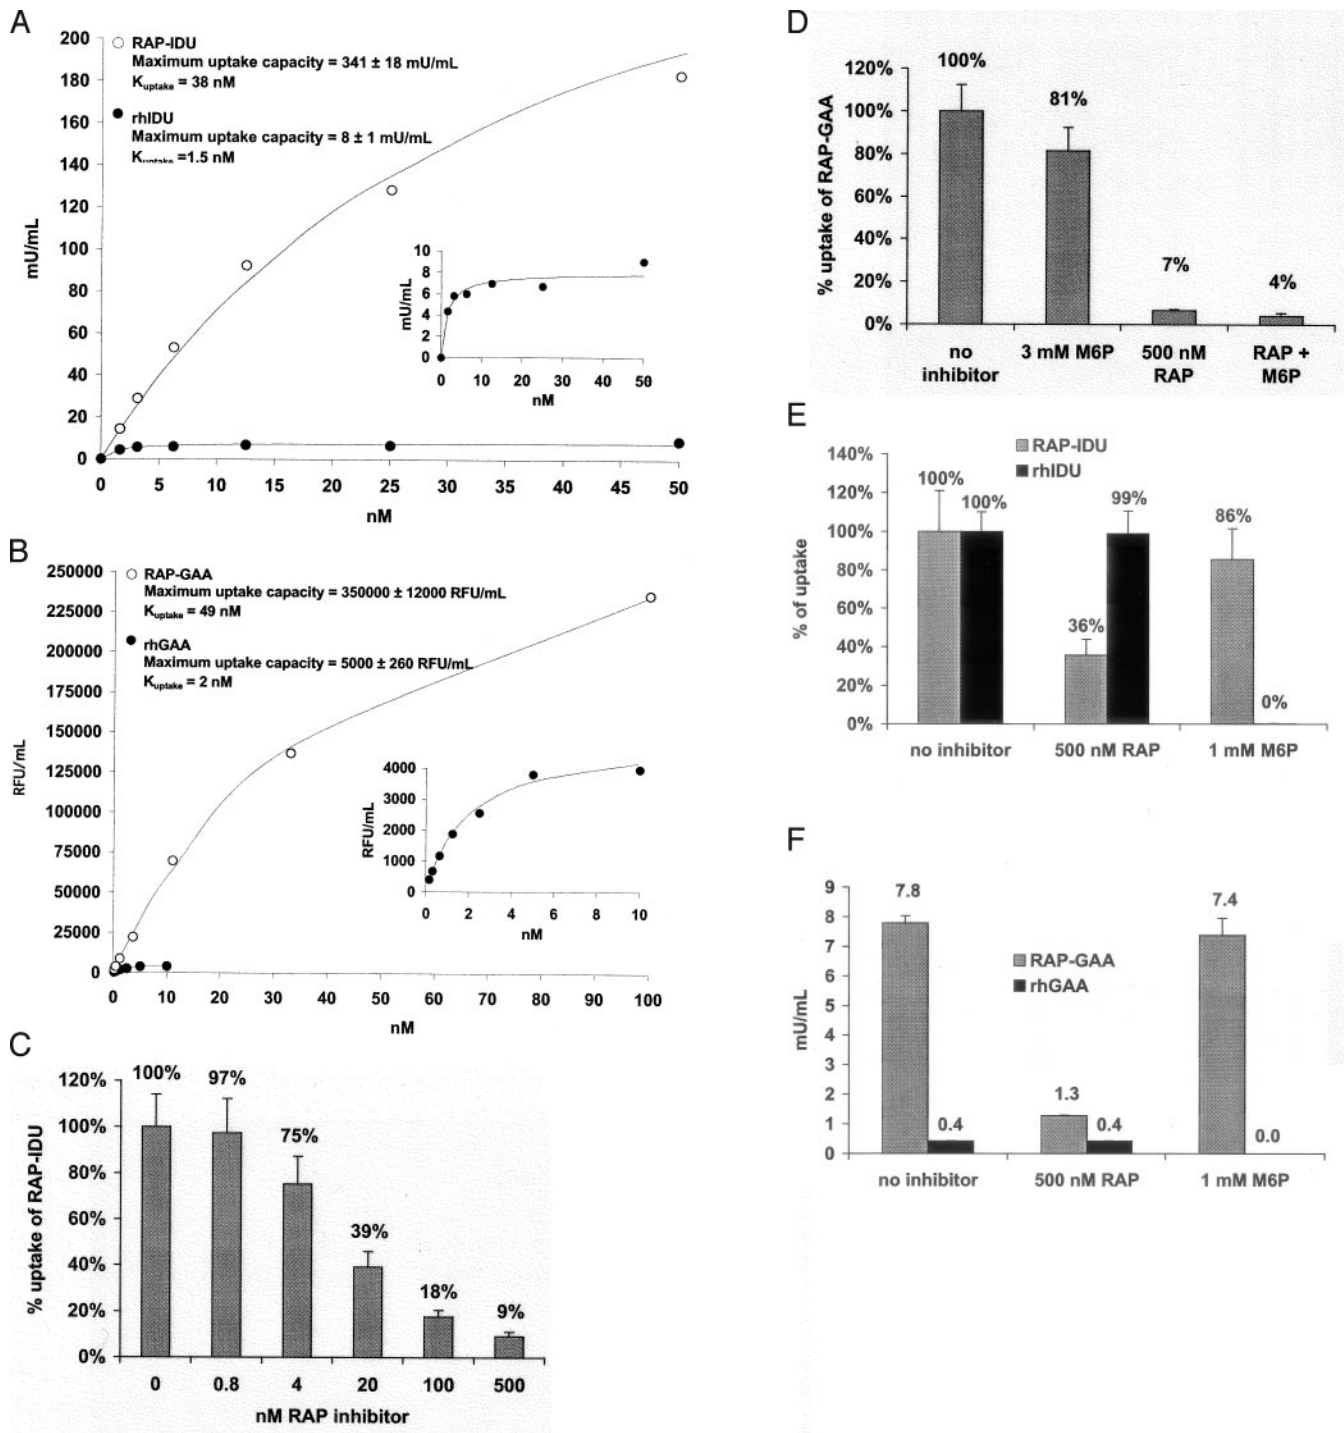 A
200
180
160
140
120
100
80
60
40
20
0
mU/mL
RAP-IDU
Maximum uptake capacity = 341 ± 18 mU/mL
Kuptake = 38 nM
rhIDU
Maximum uptake capacity = 8 ± 1 mU/mL
Kuptake =1.5 nM
10
8
6
4
2
0
mU/mL
0 10 20 30 40 50
nM
0 5 10 15 20 25 30 35 40 45 50
nM
B
250000
225000
200000
175000
150000
125000
100000
75000
50000
25000
0
RFU/mL
RAP-GAA
Maximum uptake capacity = 350000 ± 12000 RFU/mL
Kuptake = 49 nM
rhGAA
Maximum uptake capacity = 5000 ± 260 RFU/mL
Kuptake = 2 nM
4000
3000
2000
1000
0
RFU/mL
0 2 4 6 8 10
nM
0 10 20 30 40 50 60 70 80 90 100
nM
C
120%
100%
80%
60%
40%
20%
0%
% uptake of RAP-IDU
100% 97% 75% 39% 18% 9%
0 0.8 4 20 100 500
nM RAP inhibitor
D
120%
100%
80%
60%
40%
20%
0%
% uptake of RAP-GAA
100% 81% 7% 4%
no 3 mM M6P 500 nM RAP +
inhibitor RAP M6P
E
RAP-IDU
rhIDU
140%
120%
100%
80%
60%
40%
20%
0%
% of uptake
100% 100% 36% 99% 86% 0%
no inhibitor 500 nM RAP 1 mM M6P
F
9
8
7
6
5
4
3
2
1
0
mU/mL
RAP-GAA
rhGAA
7.8 0.4 1.3 0.4 7.4 0.0
no inhibitor 500 nM RAP 1 mM M6P